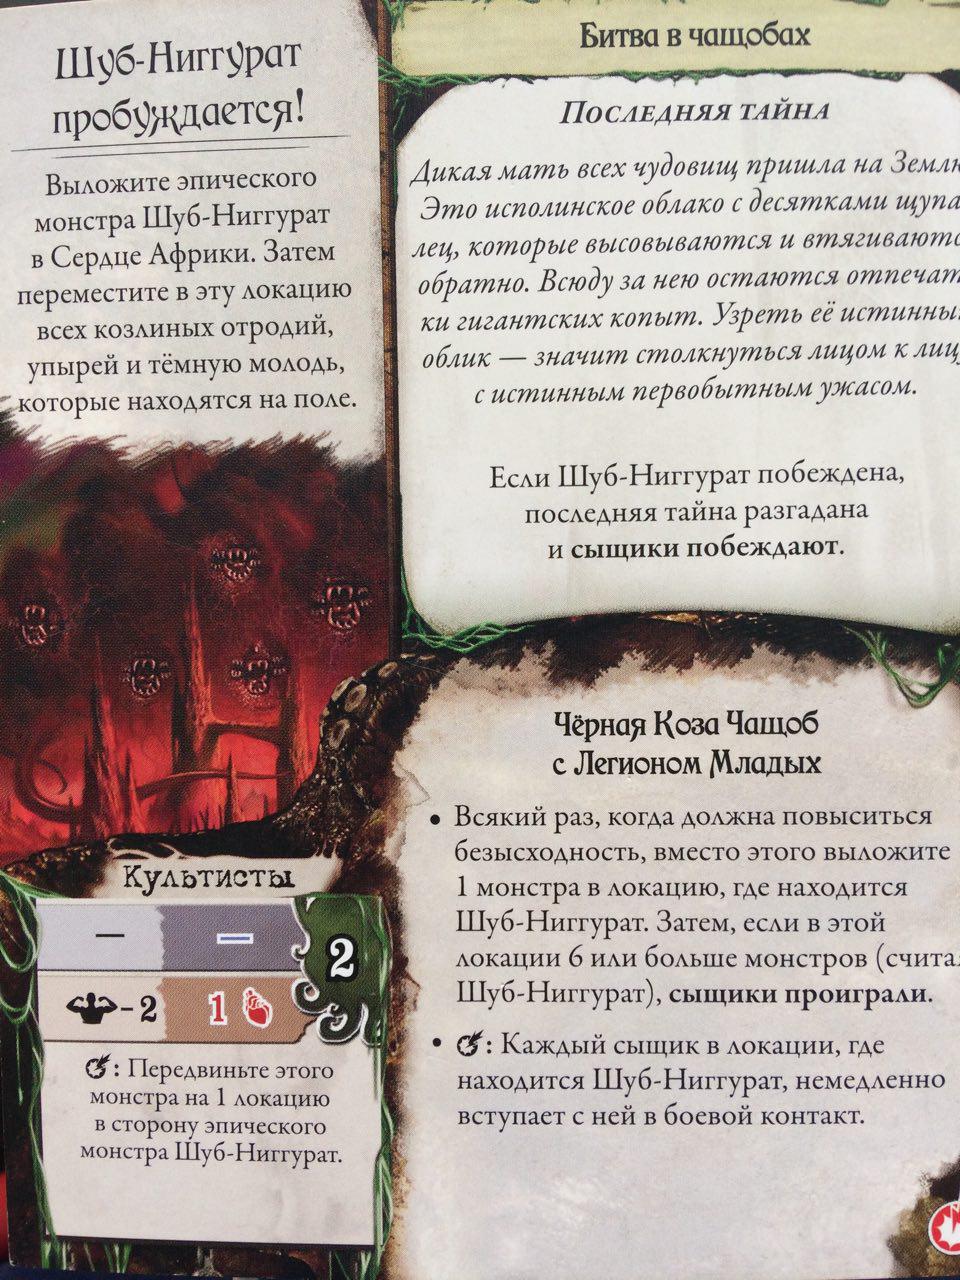 Шуб-Ниггурат
пробуждается!
Выложите эпического
монстра Шуб-Ниггурат
в Сердце Африки. Затем
переместите в эту локацию
всех козлиных отродий,
упырей и тёмную молодь,
которые находятся на поле.
Культисты
— —
2
-2 1
: Передвиньте этого
монстра на 1 локацию
в сторону эпического
монстра Шуб-Ниггурат.
Битва в чащобах
Последняя тайна
Дикая мать всех чудовищ пришла на Землю
Это исполинское облако с десятками щупа-
лец, которые высовываются и втягиваютс
обратно. Всюду за нею остаются отпечат-
ки гигантских копыт. Узреть её истинны
облик — значит столкнуться лицом к лиц
с истинным первобытным ужасом.
Если Шуб-Ниггурат побеждена,
последняя тайна разгадана
и сыщики побеждают.
Чёрная Коза Чащоб
с Легионом Младых
• Всякий раз, когда должна повыситься
безысходность, вместо этого выложите
1 монстра в локацию, где находится
Шуб-Ниггурат. Затем, если в этой
локации 6 или больше монстров (считая
Шуб-Ниггурат), сыщики проиграли.
• : Каждый сыщик в локации, где
находится Шуб-Ниггурат, немедленно
вступает с ней в боевой контакт.